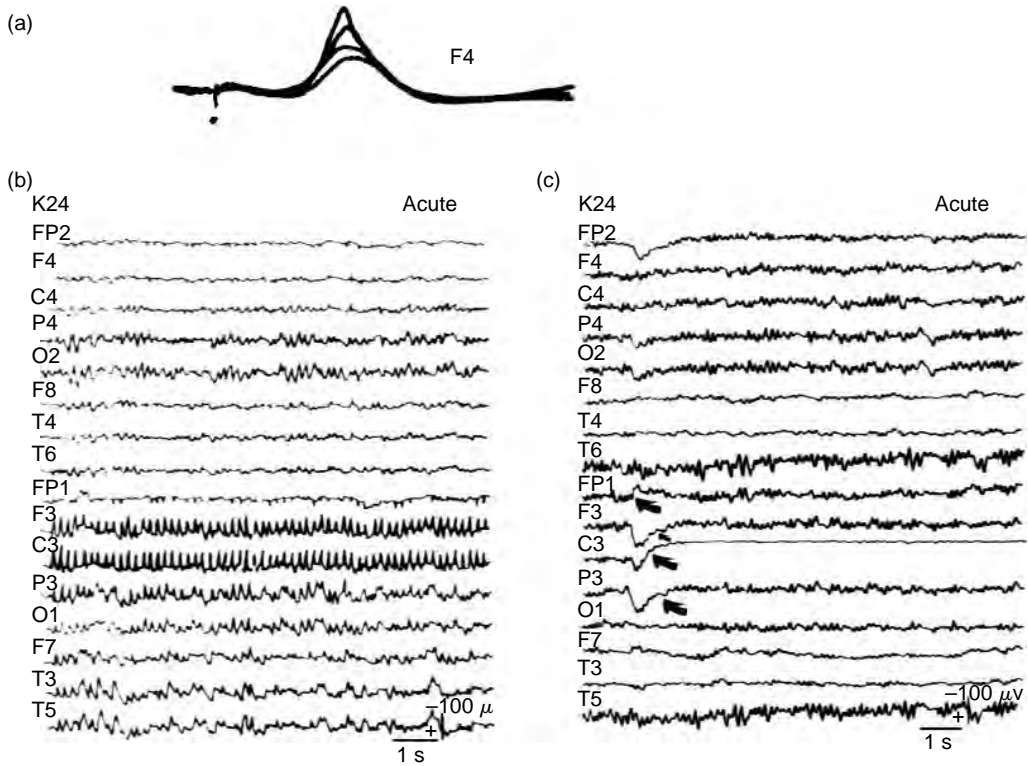 (a)
F4
(b)
K24 Acute
FP2
F4
C4
P4
O2
F8
T4
T6
FP1
F3
C3
P3
O1
F7
T3
T5
−100 μ
+
1 s
(c)
K24 Acute
FP2
F4
C4
P4
O2
F8
T4
T6
FP1
F3
C3
P3
O1
F7
T3
T5
−100 μv
+
1 s